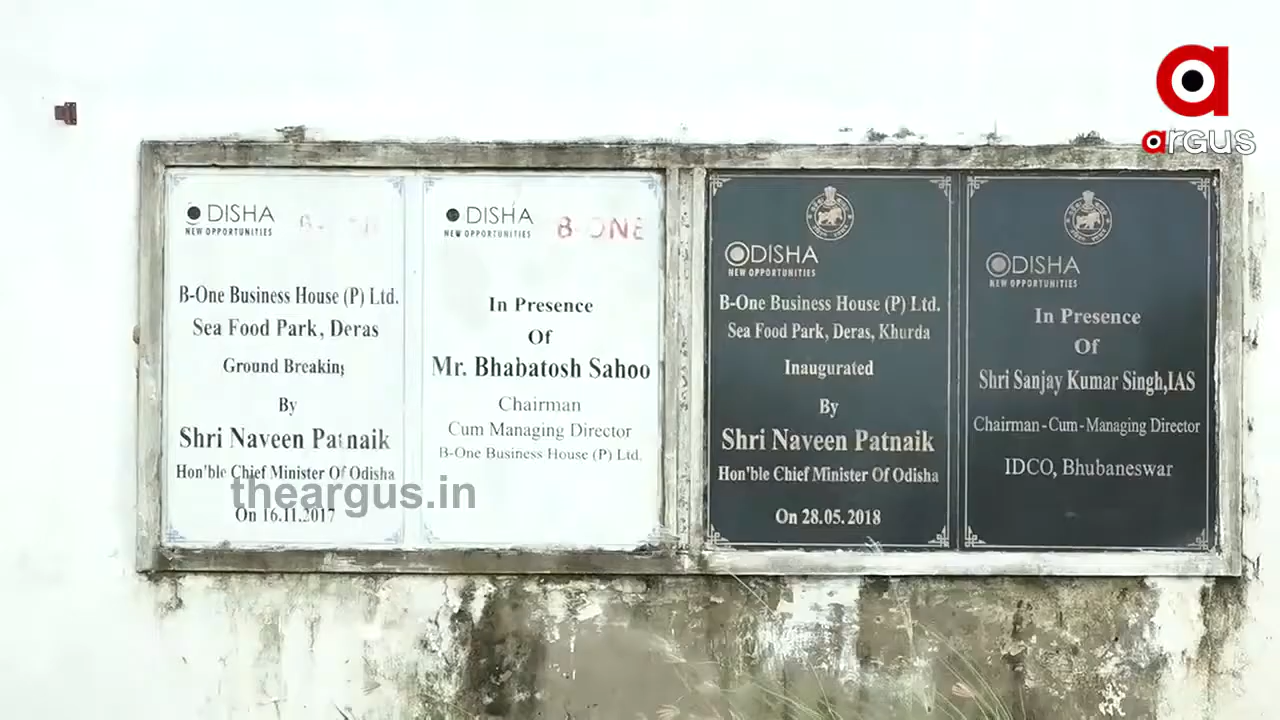 argus
ODISHA
NEW OPPORTUNITIES
B-One Business House (P) Ltd.
Sea Food Park, Deras
Ground Breaking
By
Shri Naveen Patnaik
Hon'ble Chief Minister Of Odisha
On 16.11.2017
ODISHA
NEW OPPORTUNITIES
B-ONE
In Presence
Of
Mr. Bhabatosh Sahoo
Chairman
Cum Managing Director
B-One Business House (P) Ltd.
ODISHA
NEW OPPORTUNITIES
B-One Business House (P) Ltd.
Sea Food Park, Deras, Khurda
Inaugurated
By
Shri Naveen Patnaik
Hon'ble Chief Minister Of Odisha
On 28.05.2018
ODISHA
NEW OPPORTUNITIES
In Presence
Of
Shri Sanjay Kumar Singh,IAS
Chairman-Cum-Managing Director
IDCO, Bhubaneswar
theargus.in